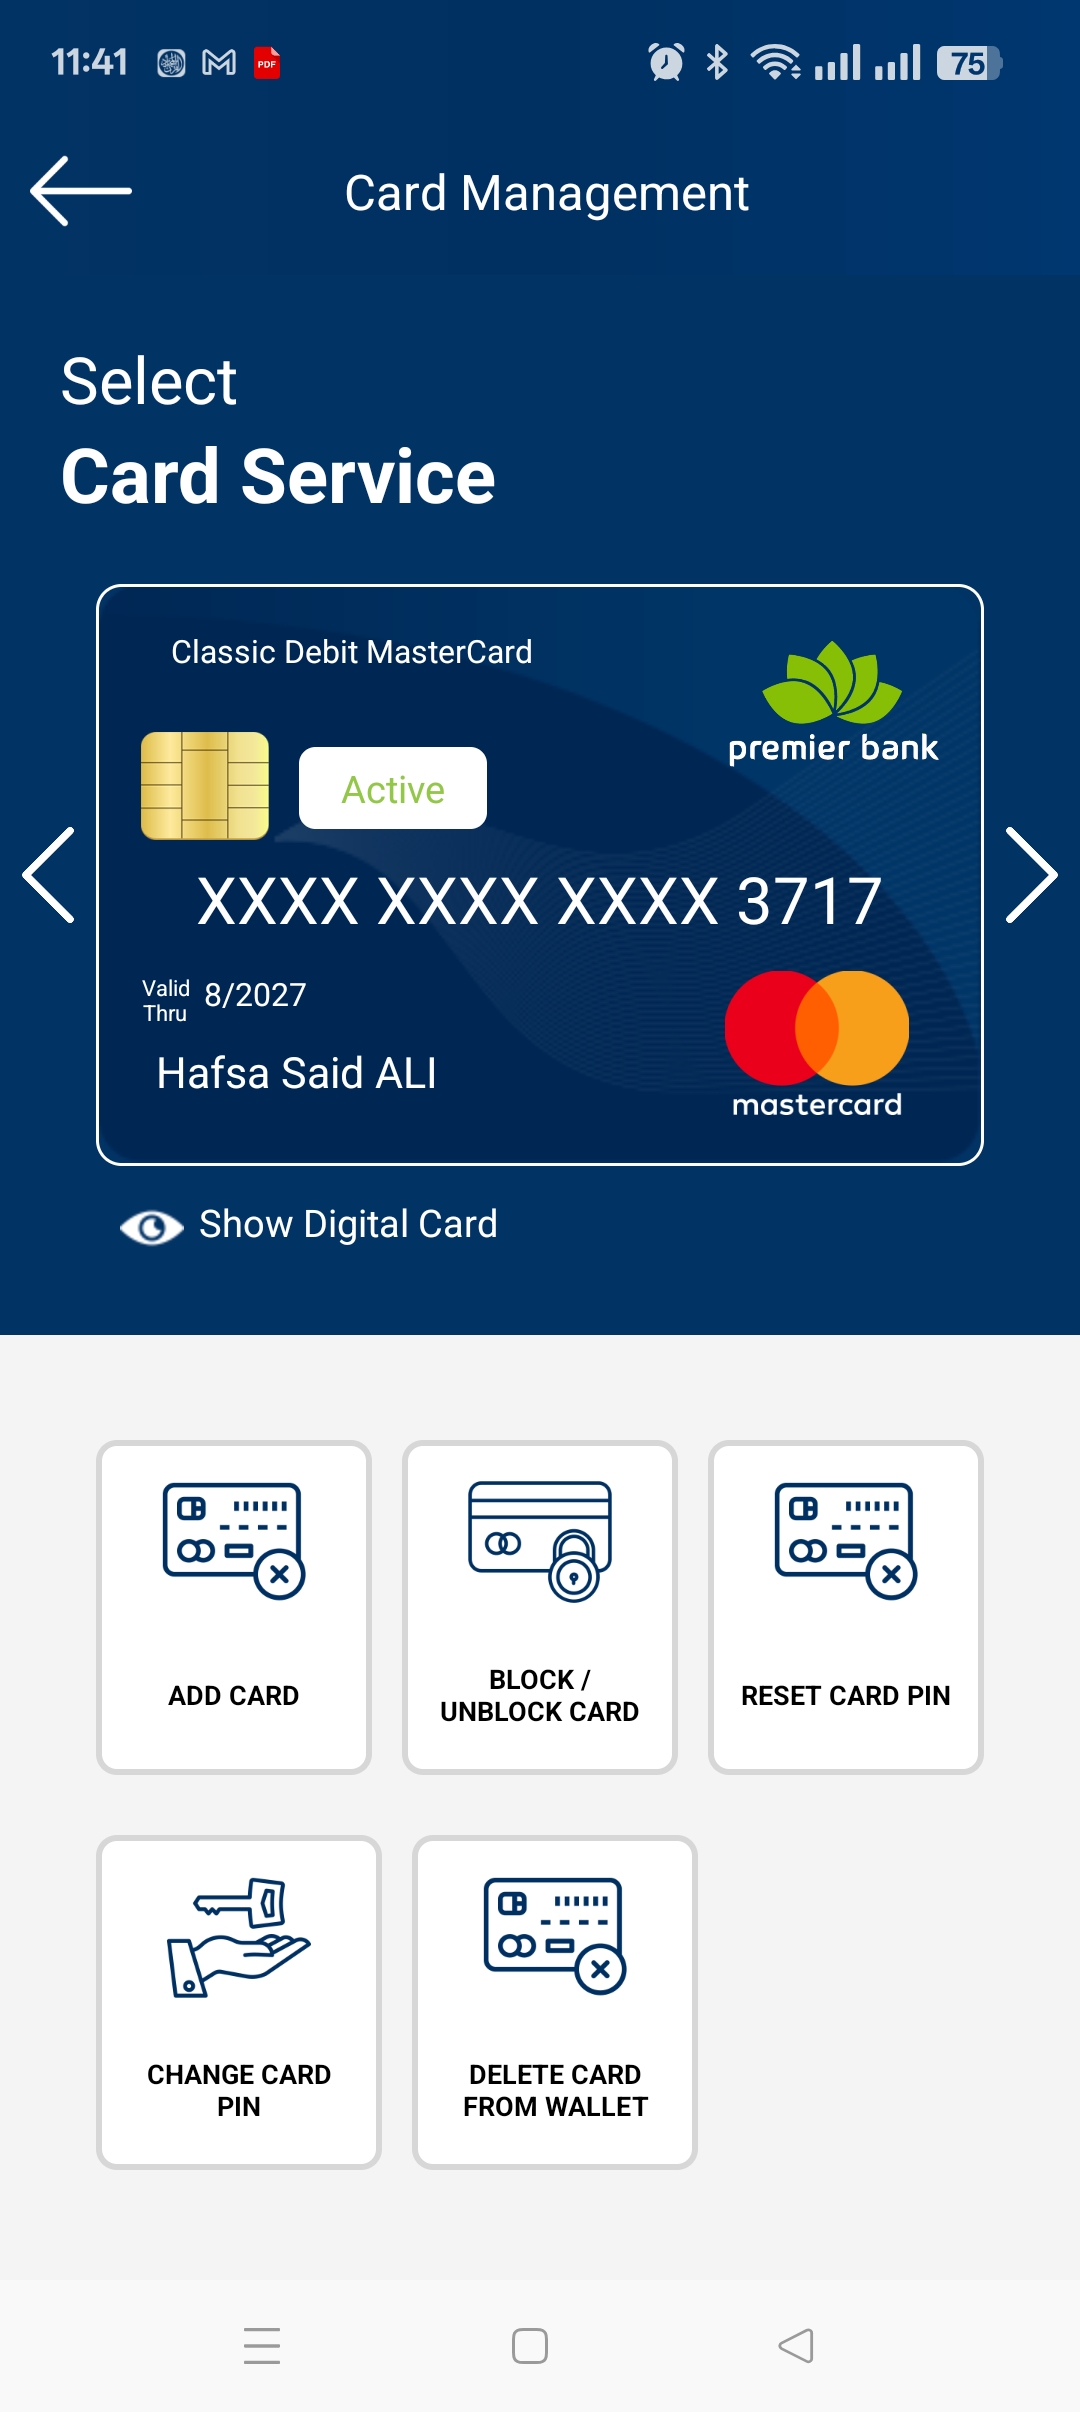 11:41
PDF
75
Card Management
Select
Card Service
Classic Debit MasterCard
premier bank
Active
XXXX XXXX XXXX 3717
Valid
Thru
8/2027
Hafsa Said ALI
mastercard
Show Digital Card
ADD CARD
BLOCK /
UNBLOCK CARD
RESET CARD PIN
CHANGE CARD
PIN
DELETE CARD
FROM WALLET